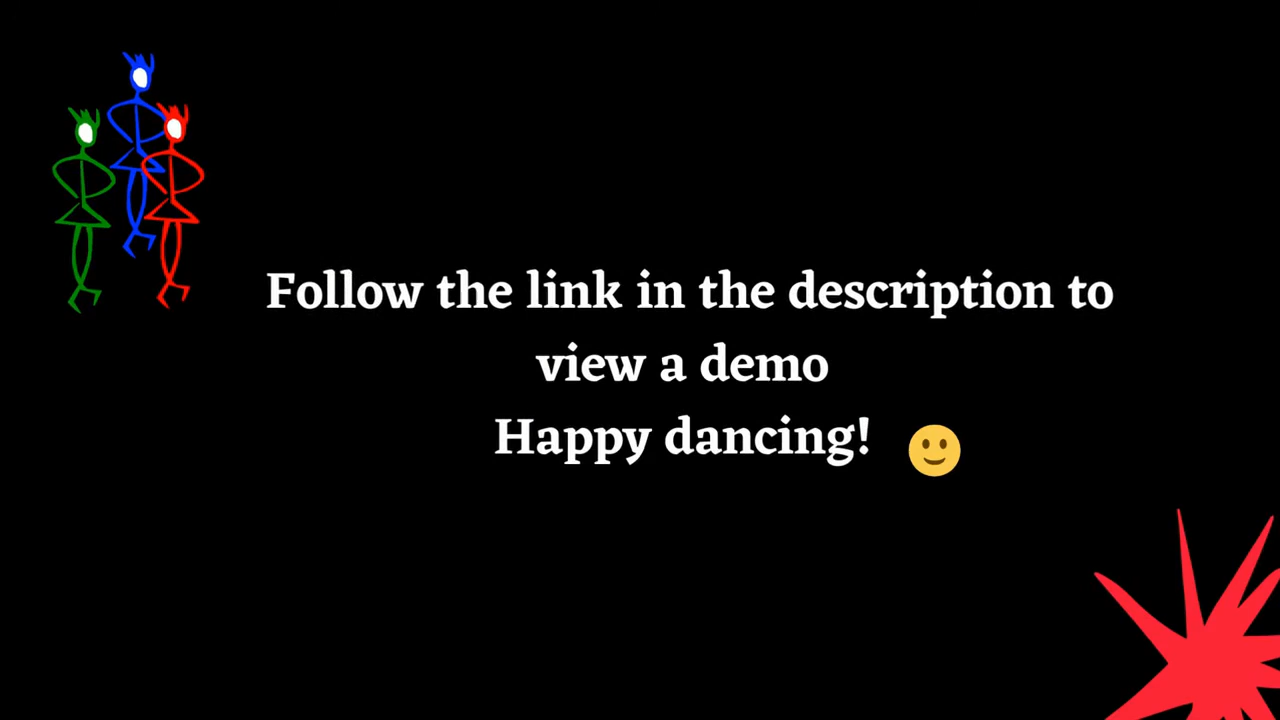 Follow the link in the description to
view a demo
Happy dancing!